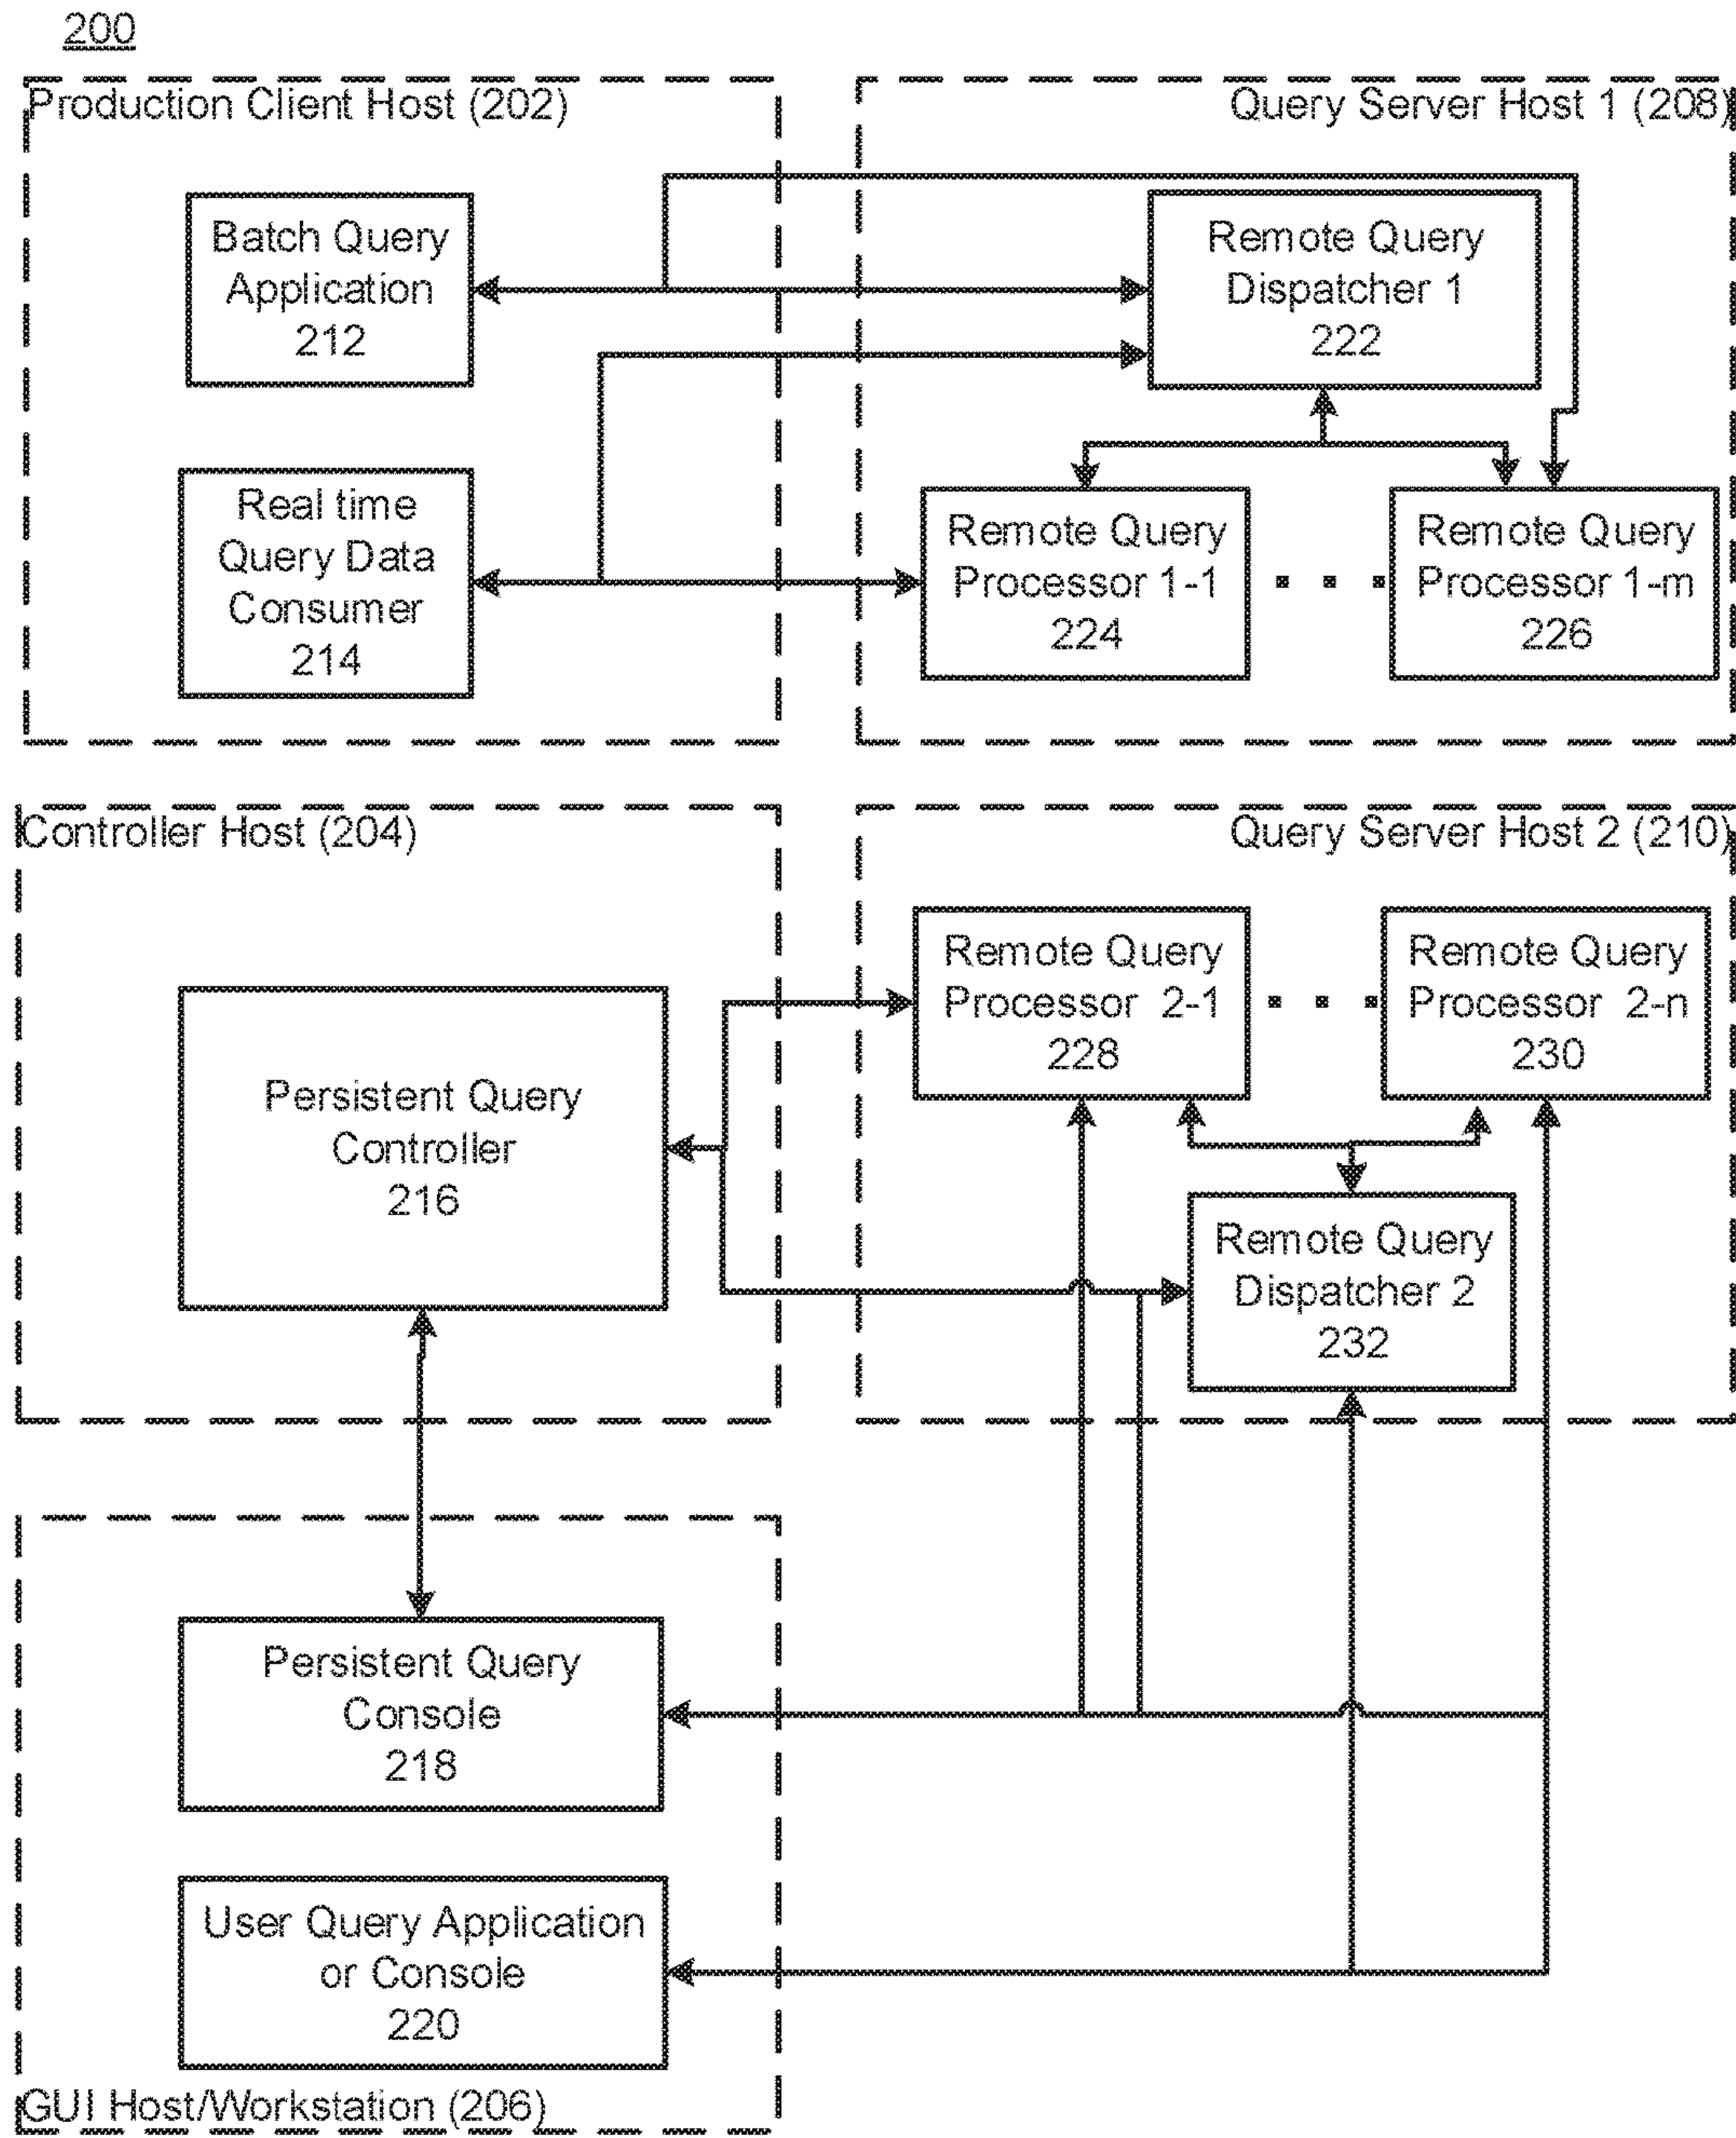 200
Production Client Host (202)
Query Server Host 1 (208)
Batch Query
Application
212
Remote Query
Dispatcher 1
222
Real time
Query Data
Consumer
214
Remote Query
Processor 1-1
224
Remote Query
Processor 1-m
226
Controller Host (204)
Query Server Host 2 (210)
Remote Query
Processor 2-1
228
Remote Query
Processor 2-n
230
Persistent Query
Controller
216
Remote Query
Dispatcher 2
232
Persistent Query
Console
218
User Query Application
or Console
220
GUI Host/Workstation (206)